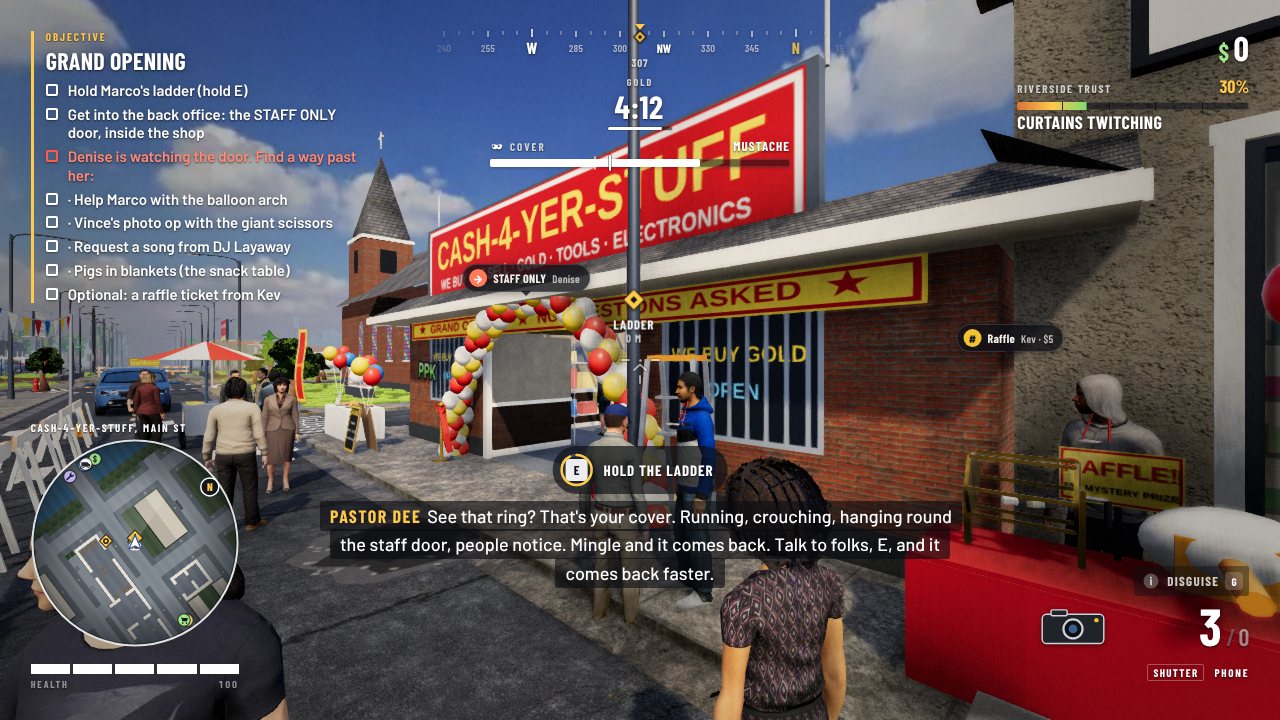 OBJECTIVE
GRAND OPENING
Hold Marco's ladder (hold E)
Get into the back office: the STAFF ONLY
door, inside the shop
Denise is watching the door. Find a way past
her:
· Help Marco with the balloon arch
· Vince's photo op with the giant scissors
· Request a song from DJ Layaway
· Pigs in blankets (the snack table)
Optional: a raffle ticket from Kev
240 255 W 285 300 NW 330 345 N 15
307
GOLD
4:12
COVER MUSTACHE
$ 0
RIVERSIDE TRUST 30%
CURTAINS TWITCHING
CASH-4-YER-STUFF
GOLD · TOOLS · ELECTRONICS
STAFF ONLY Denise
GRAND
QUESTIONS ASKED
LADDER
0 M
WE BUY GOLD
OPEN
# Raffle Kev · $5
RAFFLE!
MYSTERY PRIZE
E HOLD THE LADDER
PASTOR DEE See that ring? That's your cover. Running, crouching, hanging round
the staff door, people notice. Mingle and it comes back. Talk to folks, E, and it
comes back faster.
CASH-4-YER-STUFF, MAIN ST
N
HEALTH 100
i DISGUISE G
3 / 0
SHUTTER PHONE